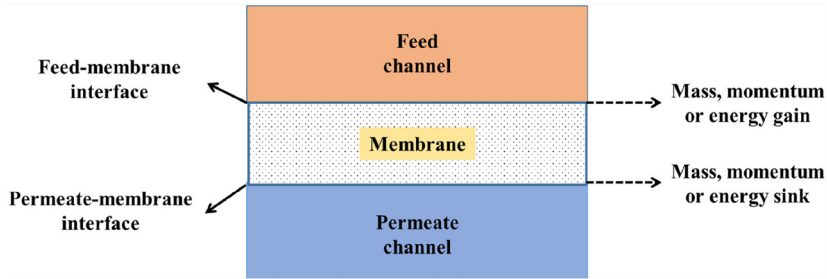 Feed
channel
Feed-membrane
interface
Mass, momentum
or energy gain
Membrane
Permeate-membrane
interface
Mass, momentum
or energy sink
Permeate
channel